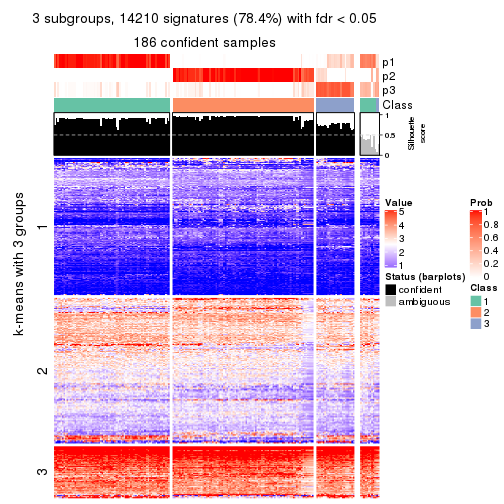 3 subgroups, 14210 signatures (78.4%) with fdr < 0.05
186 confident samples
p1
p2
p3
Class
1
0.5
0
Silhouette
score
k-means with 3 groups
1
2
3
Value
5
4
3
2
1
Status (barplots)
confident
ambiguous
Prob
1
0.8
0.6
0.4
0.2
0
Class
1
2
3